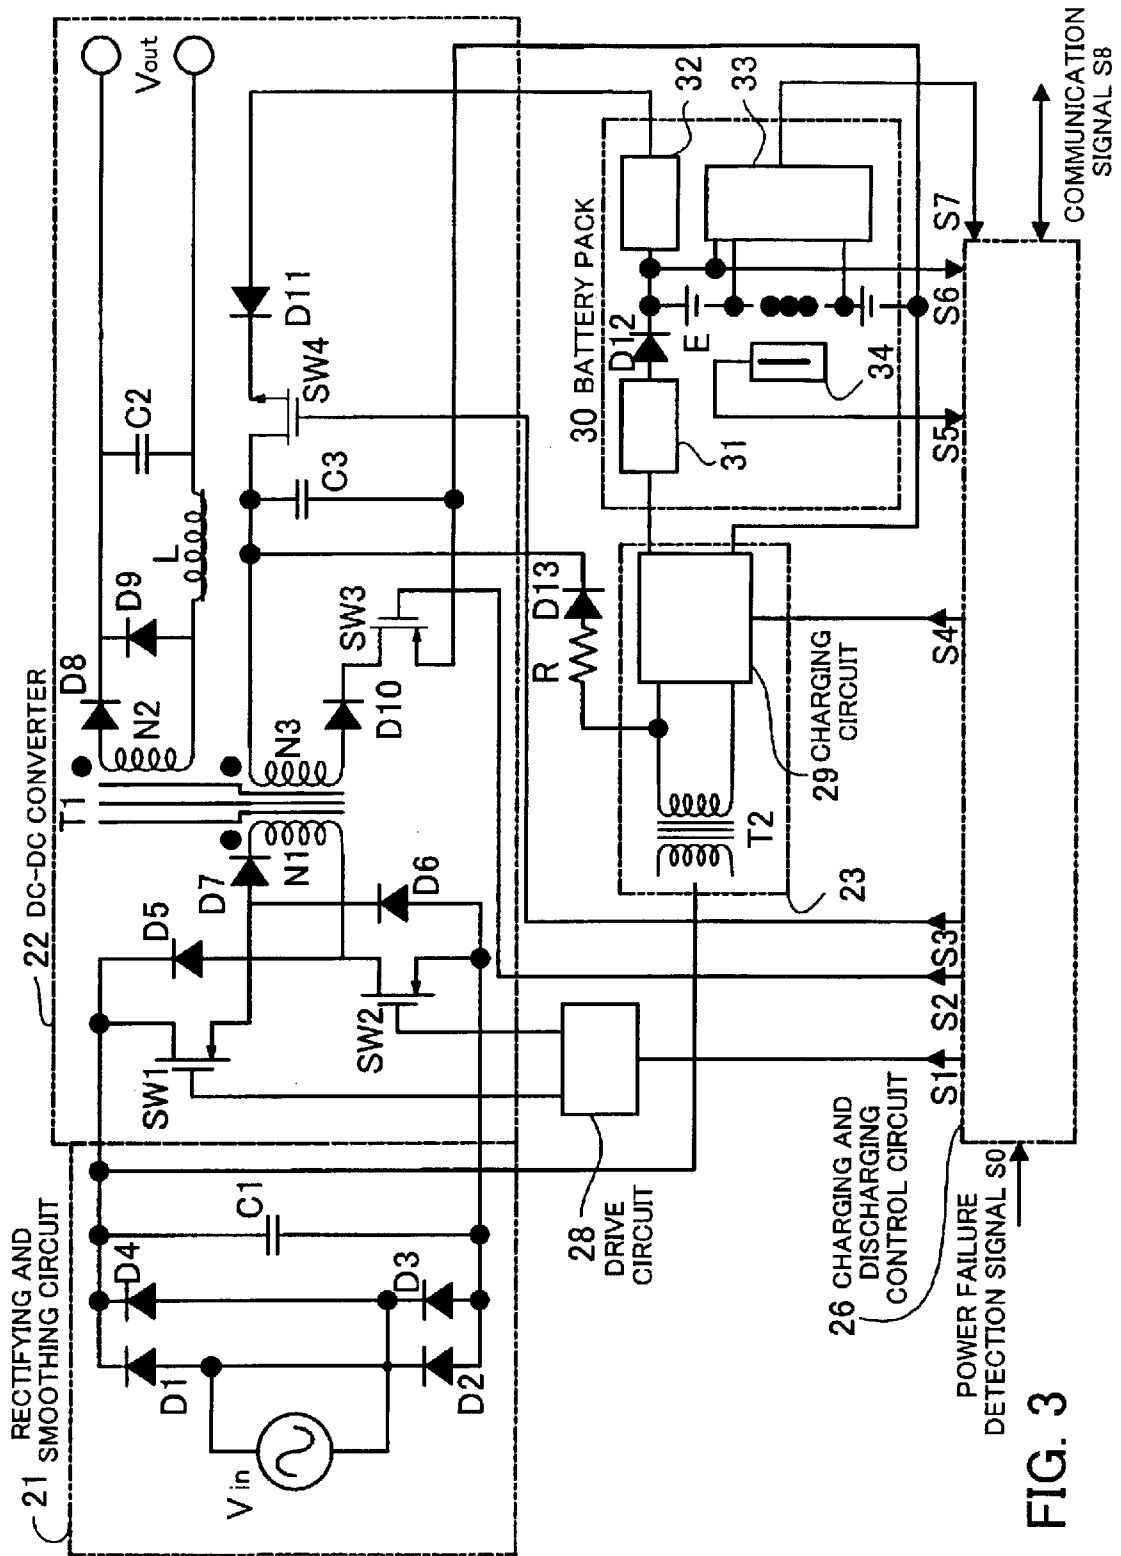 22 DC-DC CONVERTER
21 RECTIFYING AND
SMOOTHING CIRCUIT
Vin
D1
D2
D4
D3
C1
SW1
D5
SW2
D6
D7
T1
N1
N2
N3
D8
D9
L
C2
Vout
D10
SW3
C3
SW4
D11
28
DRIVE
CIRCUIT
23
T2
R
D13
29 CHARGING
CIRCUIT
30 BATTERY PACK
31
D12
E
32
33
34
26 CHARGING AND
DISCHARGING
CONTROL CIRCUIT
S1
S2
S3
S4
S5
S6
S7
POWER FAILURE
DETECTION SIGNAL S0
COMMUNICATION
SIGNAL S8
FIG. 3